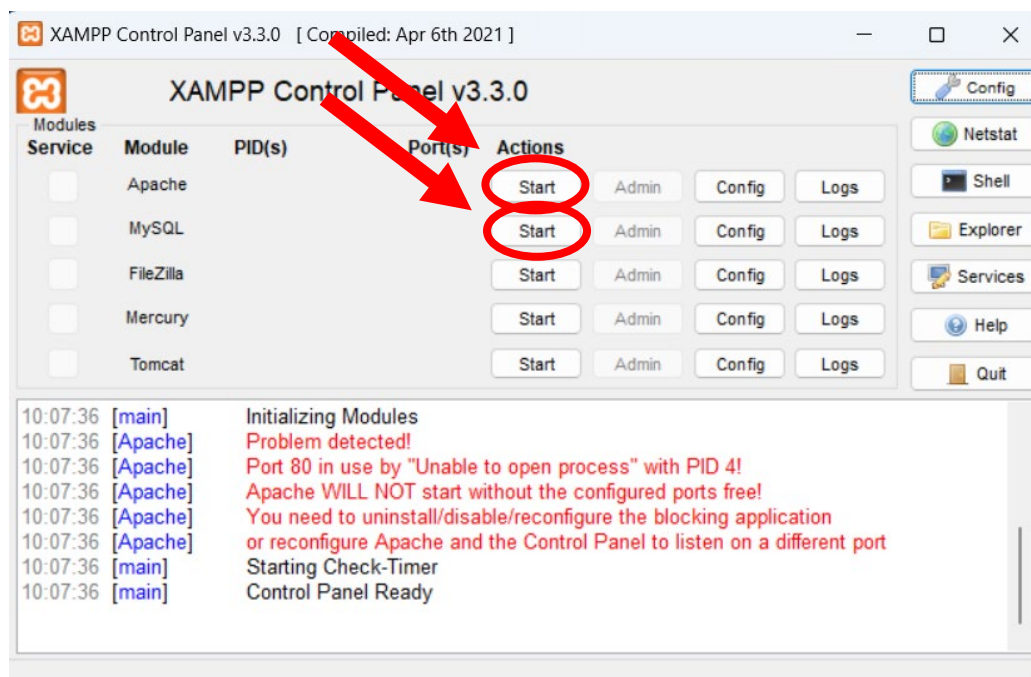 XAMPP Control Panel v3.3.0 [ Compiled: Apr 6th 2021 ]
XAMPP Control Panel v3.3.0
Config
Modules
Netstat
Service Module PID(s) Port(s) Actions
Apache Start Admin Config Logs
Shell
MySQL Start Admin Config Logs
Explorer
FileZilla Start Admin Config Logs
Services
Mercury Start Admin Config Logs
Help
Tomcat Start Admin Config Logs
Quit
10:07:36 [main] Initializing Modules
10:07:36 [Apache] Problem detected!
10:07:36 [Apache] Port 80 in use by "Unable to open process" with PID 4!
10:07:36 [Apache] Apache WILL NOT start without the configured ports free!
10:07:36 [Apache] You need to uninstall/disable/reconfigure the blocking application
10:07:36 [Apache] or reconfigure Apache and the Control Panel to listen on a different port
10:07:36 [main] Starting Check-Timer
10:07:36 [main] Control Panel Ready